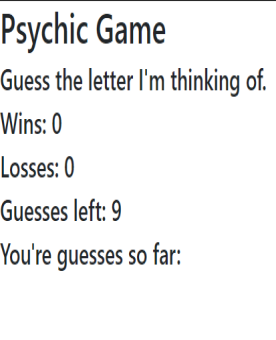 Psychic Game
Guess the letter I'm thinking of.
Wins: 0
Losses: 0
Guesses left: 9
You're guesses so far: